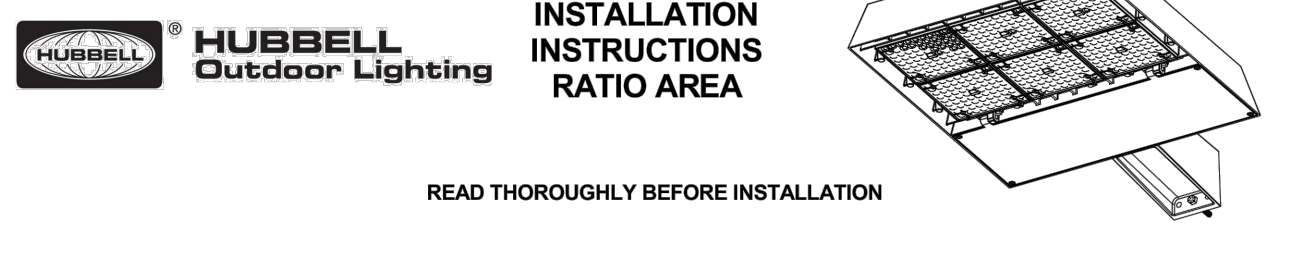 HUBBELL
®
HUBBELL
Outdoor Lighting
INSTALLATION
INSTRUCTIONS
RATIO AREA
READ THOROUGHLY BEFORE INSTALLATION